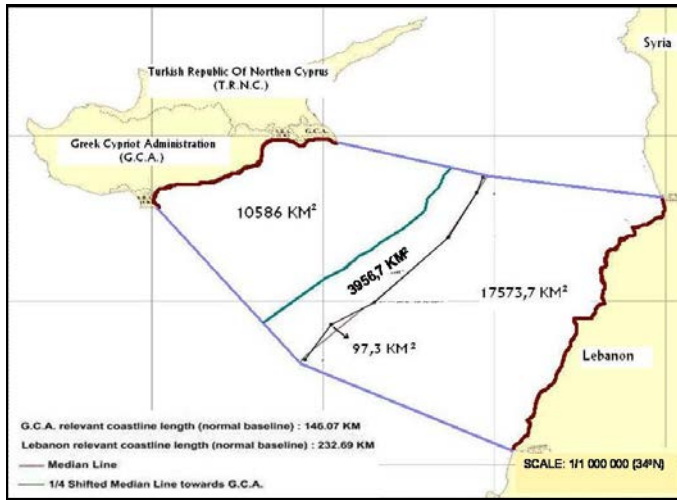 Syria
Turkish Republic Of Northen Cyprus
(T.R.N.C.)
Greek Cypriot Administration
(G.C.A.)
G.C.A.
10586 KM²
3956,7 KM²
17573,7 KM²
97,3 KM²
Lebanon
G.C.A. relevant coastline length (normal baseline) : 146.07 KM
Lebanon relevant coastline length (normal baseline) : 232.69 KM
Median Line
1/4 Shifted Median Line towards G.C.A.
SCALE: 1/1 000 000 (34ºN)